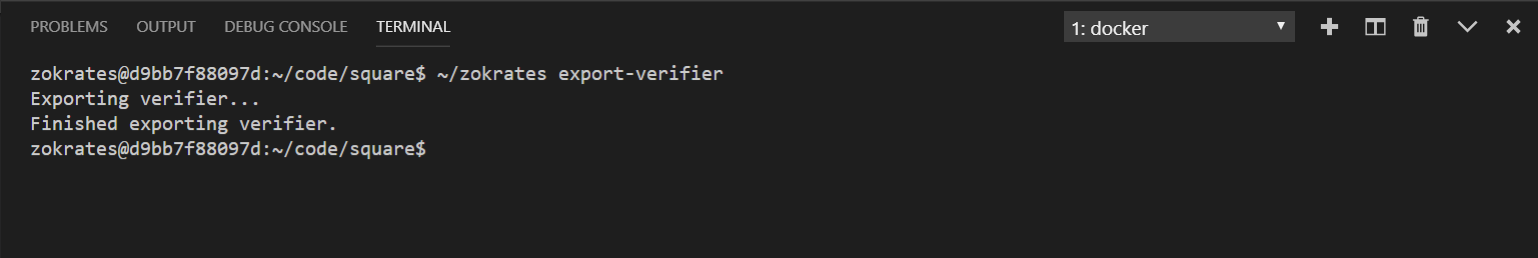 PROBLEMS OUTPUT DEBUG CONSOLE TERMINAL 1: docker
zokrates@d9bb7f88097d:~/code/square$ ~/zokrates export-verifier
Exporting verifier...
Finished exporting verifier.
zokrates@d9bb7f88097d:~/code/square$